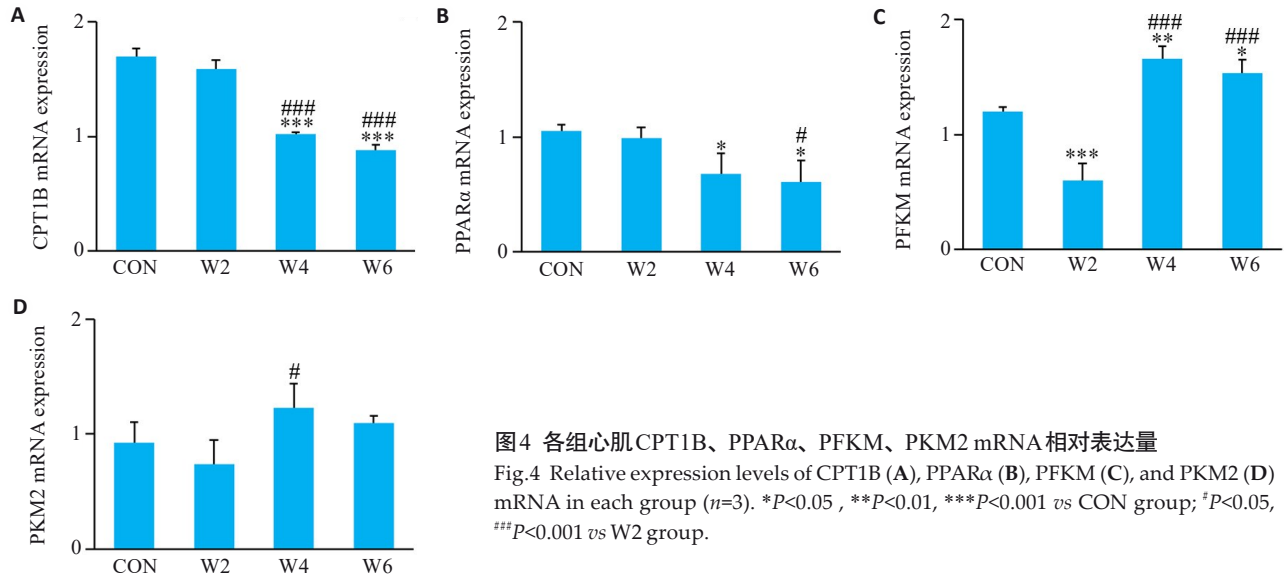 A
CPT1B mRNA expression
2
1
0
###
***
###
***
CON W2 W4 W6
B
PPARα mRNA expression
2
1
0
*
#
*
CON W2 W4 W6
C
PFKM mRNA expression
2
1
0
***
###
**
###
*
CON W2 W4 W6
D
PKM2 mRNA expression
2
1
0
#
CON W2 W4 W6
图4 各组心肌CPT1B、PPARα、PFKM、PKM2 mRNA相对表达量
Fig.4 Relative expression levels of CPT1B (A), PPARα (B), PFKM (C), and PKM2 (D)
mRNA in each group (n=3). *P<0.05 , **P<0.01, ***P<0.001 vs CON group; #P<0.05,
###P<0.001 vs W2 group.